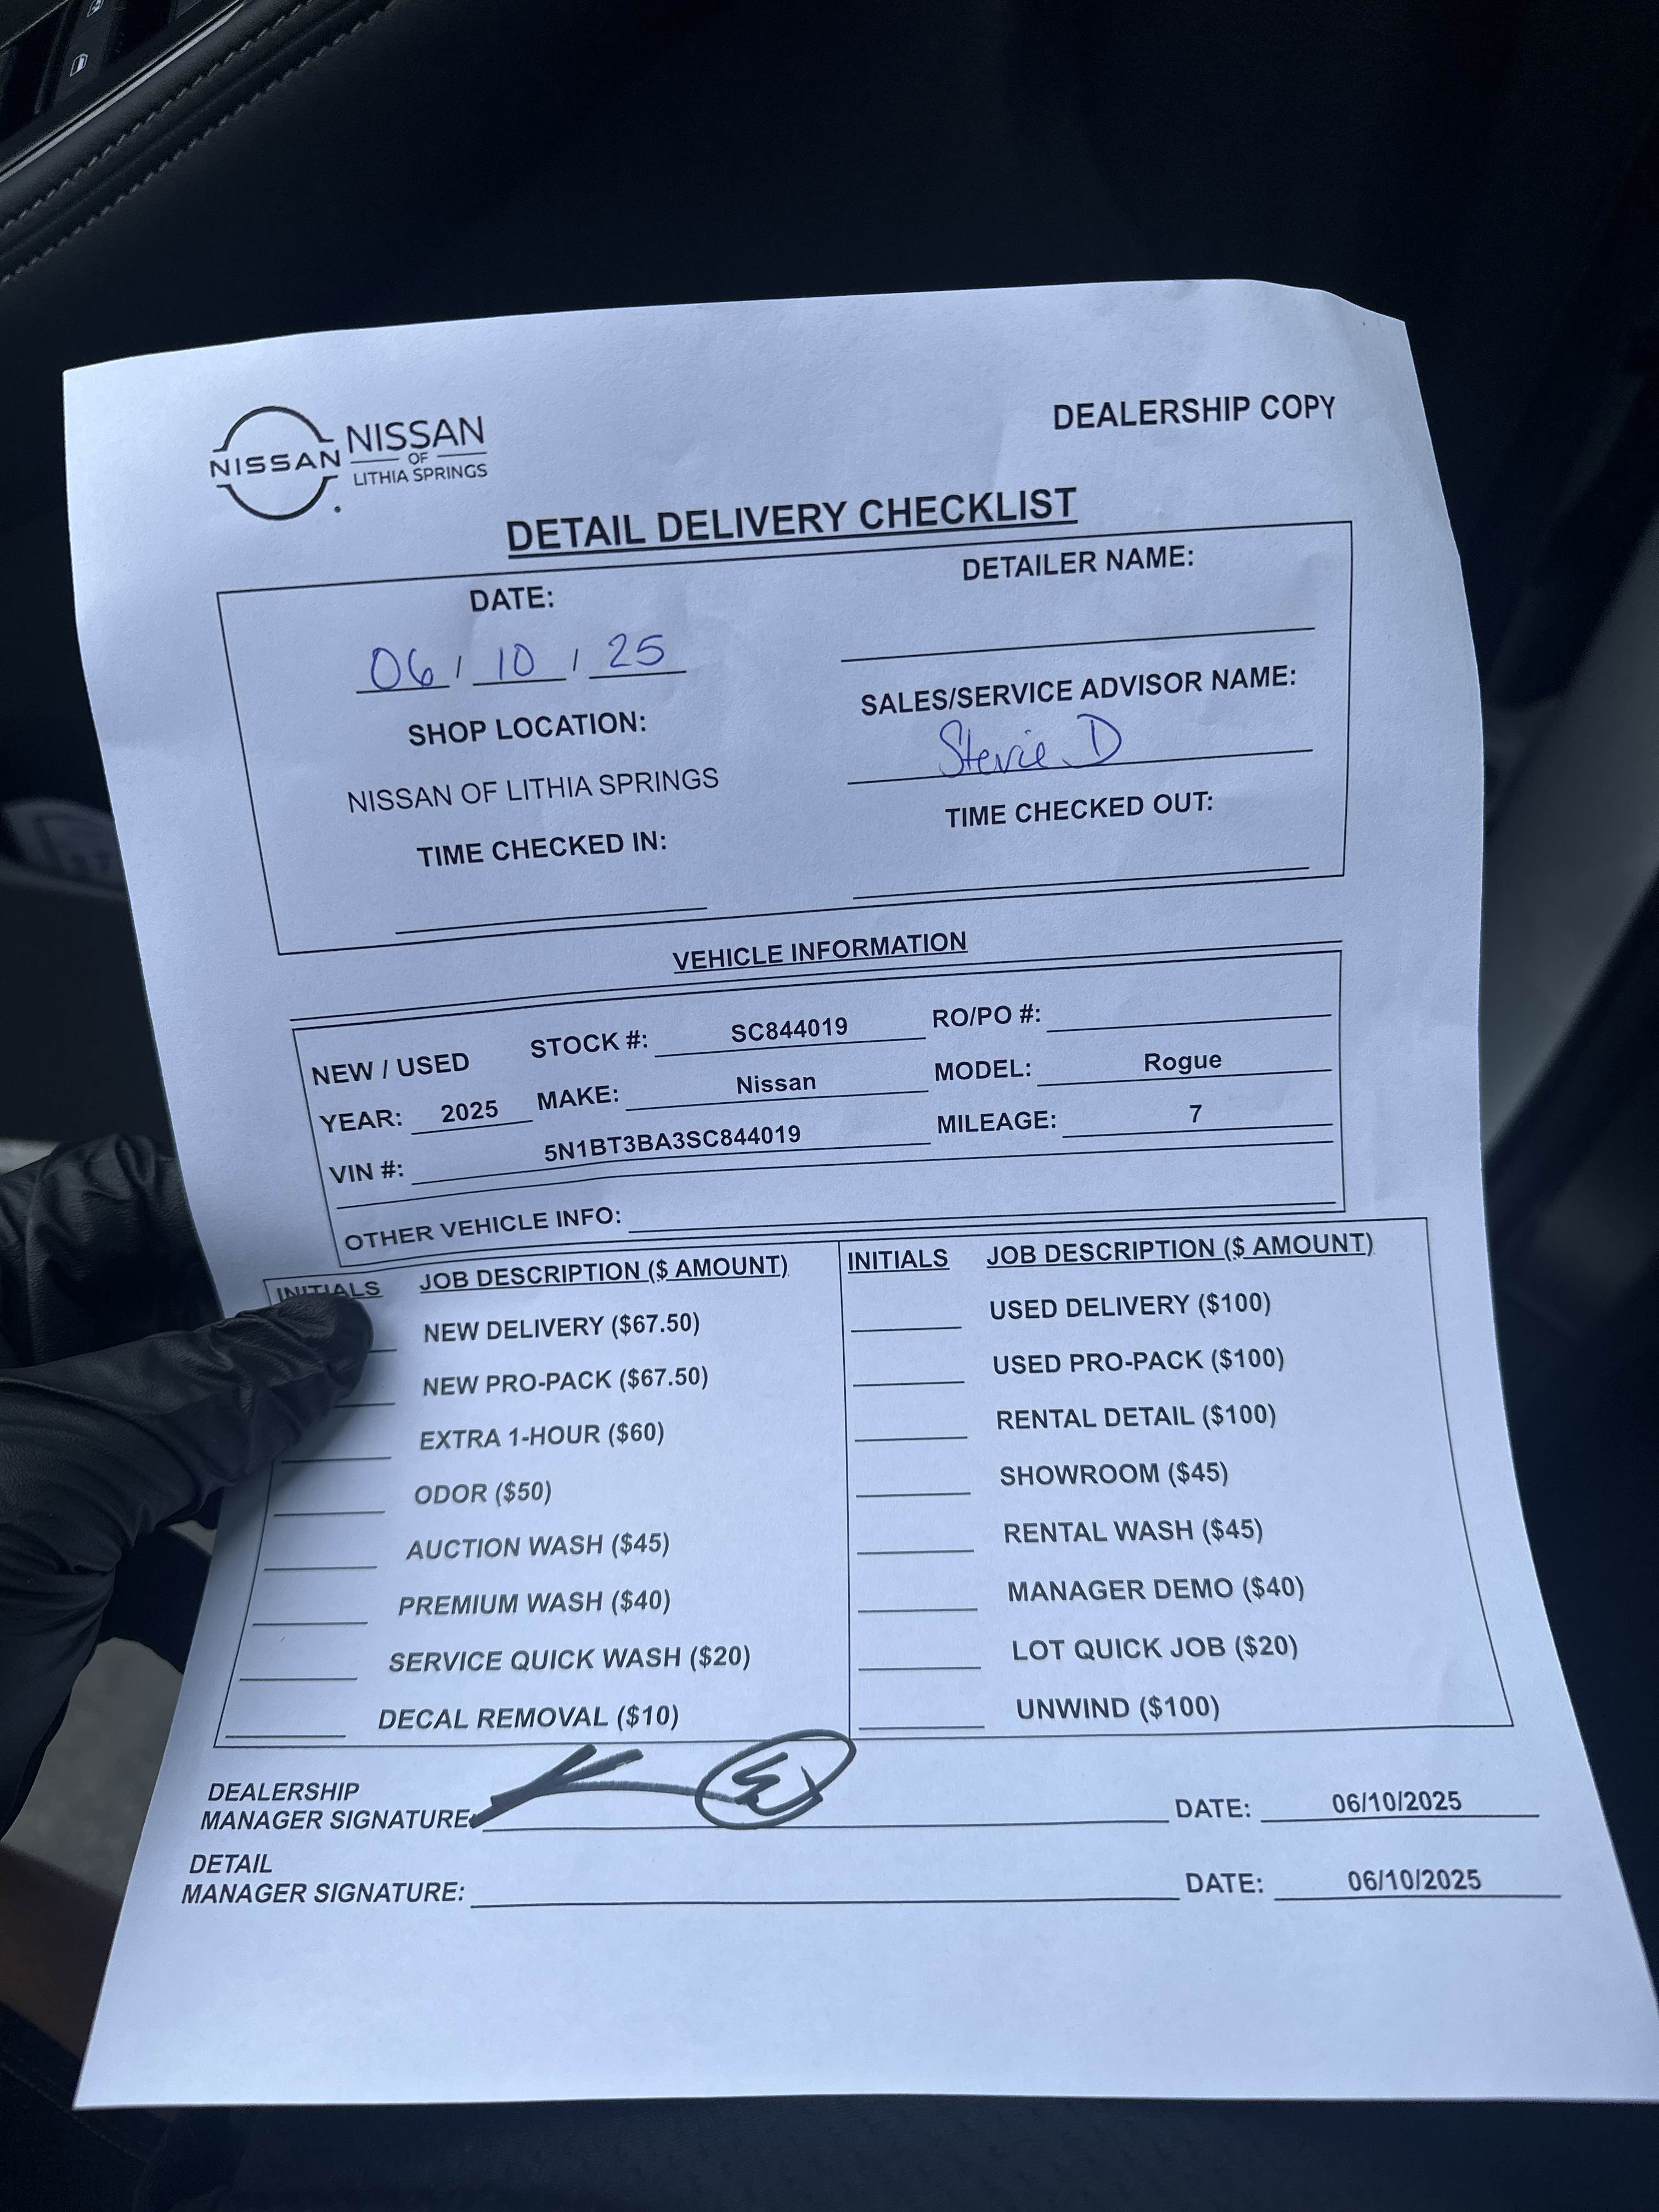 DEALERSHIP COPY
NISSAN
NISSAN
OF
LITHIA SPRINGS
DETAIL DELIVERY CHECKLIST
DATE:
06 / 10 / 25
DETAILER NAME:
SHOP LOCATION:
NISSAN OF LITHIA SPRINGS
SALES/SERVICE ADVISOR NAME:
Stevie D
TIME CHECKED IN:
TIME CHECKED OUT:
VEHICLE INFORMATION
NEW / USED STOCK #: SC844019 RO/PO #:
YEAR: 2025 MAKE: Nissan MODEL: Rogue
VIN #: 5N1BT3BA3SC844019 MILEAGE: 7
OTHER VEHICLE INFO:
INITIALS JOB DESCRIPTION ($ AMOUNT)
NEW DELIVERY ($67.50)
NEW PRO-PACK ($67.50)
EXTRA 1-HOUR ($60)
ODOR ($50)
AUCTION WASH ($45)
PREMIUM WASH ($40)
SERVICE QUICK WASH ($20)
DECAL REMOVAL ($10)
INITIALS JOB DESCRIPTION ($ AMOUNT)
USED DELIVERY ($100)
USED PRO-PACK ($100)
RENTAL DETAIL ($100)
SHOWROOM ($45)
RENTAL WASH ($45)
MANAGER DEMO ($40)
LOT QUICK JOB ($20)
UNWIND ($100)
DEALERSHIP
MANAGER SIGNATURE: DATE: 06/10/2025
DETAIL
MANAGER SIGNATURE: DATE: 06/10/2025